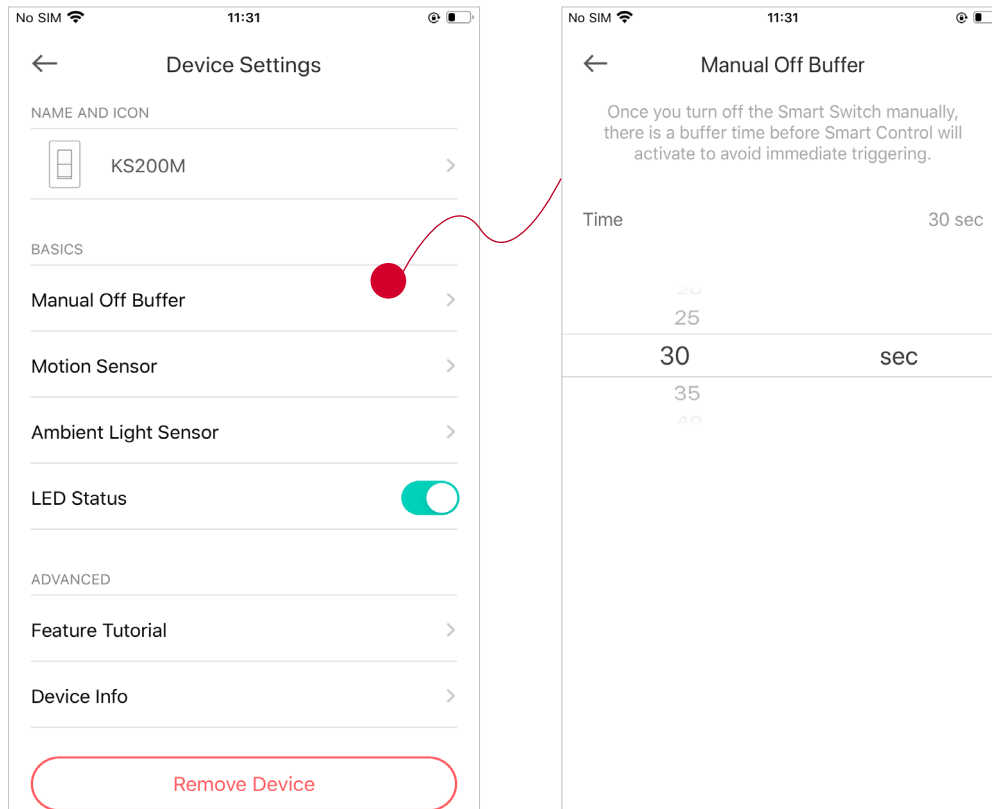 No SIM 11:31
Device Settings
NAME AND ICON
KS200M
BASICS
Manual Off Buffer
Motion Sensor
Ambient Light Sensor
LED Status
ADVANCED
Feature Tutorial
Device Info
Remove Device
No SIM 11:31
Manual Off Buffer
Once you turn off the Smart Switch manually,
there is a buffer time before Smart Control will
activate to avoid immediate triggering.
Time 30 sec
20
25
30 sec
35
40